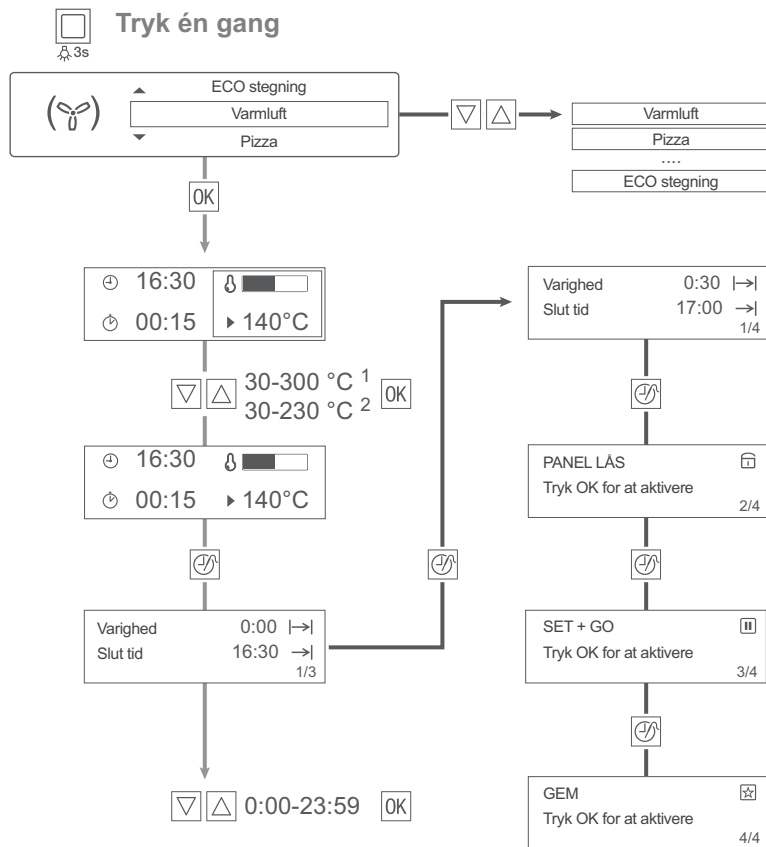 Tryk én gang
3s
ECO stegning
Varmluft
Pizza
Varmluft
Pizza
....
ECO stegning
OK
16:30
00:15 140°C
30-300 °C 1
30-230 °C 2
OK
16:30
00:15 140°C
Varighed 0:00
Slut tid 16:30
1/3
0:00-23:59 OK
Varighed 0:30
Slut tid 17:00
1/4
PANEL LÅS
Tryk OK for at aktivere
2/4
SET + GO
Tryk OK for at aktivere
3/4
GEM
Tryk OK for at aktivere
4/4